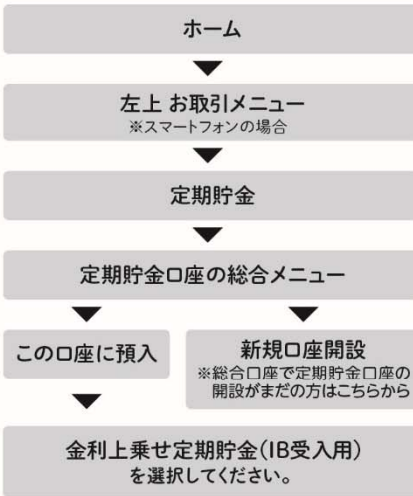 ホーム
左上 お取引メニュー
※スマートフォンの場合
定期貯金
定期貯金口座の総合メニュー
この口座に預入
新規口座開設
※総合口座で定期貯金口座の
開設がまだの方はこちらから
金利上乗せ定期貯金(IB受入用)
を選択してください。